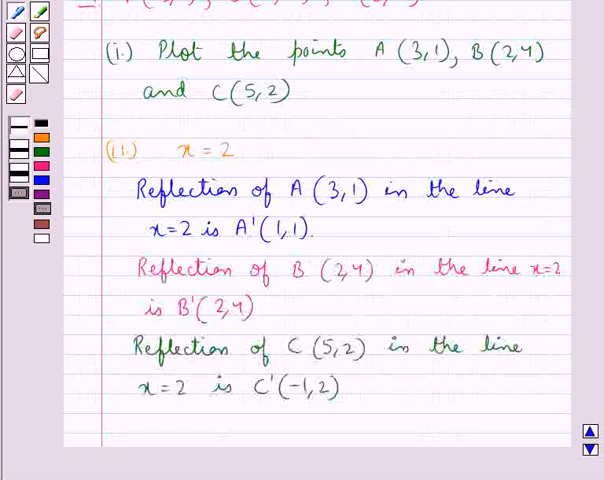 (i.) Plot the points A (3,1), B(2,4)
and C(5,2)
(ii.) x = 2
Reflection of A (3,1) in the line
x=2 is A'(1,1).
Reflection of B (2,4) in the line x=2
is B'(2,4)
Reflection of C (5,2) in the line
x=2 is C'(-1,2)